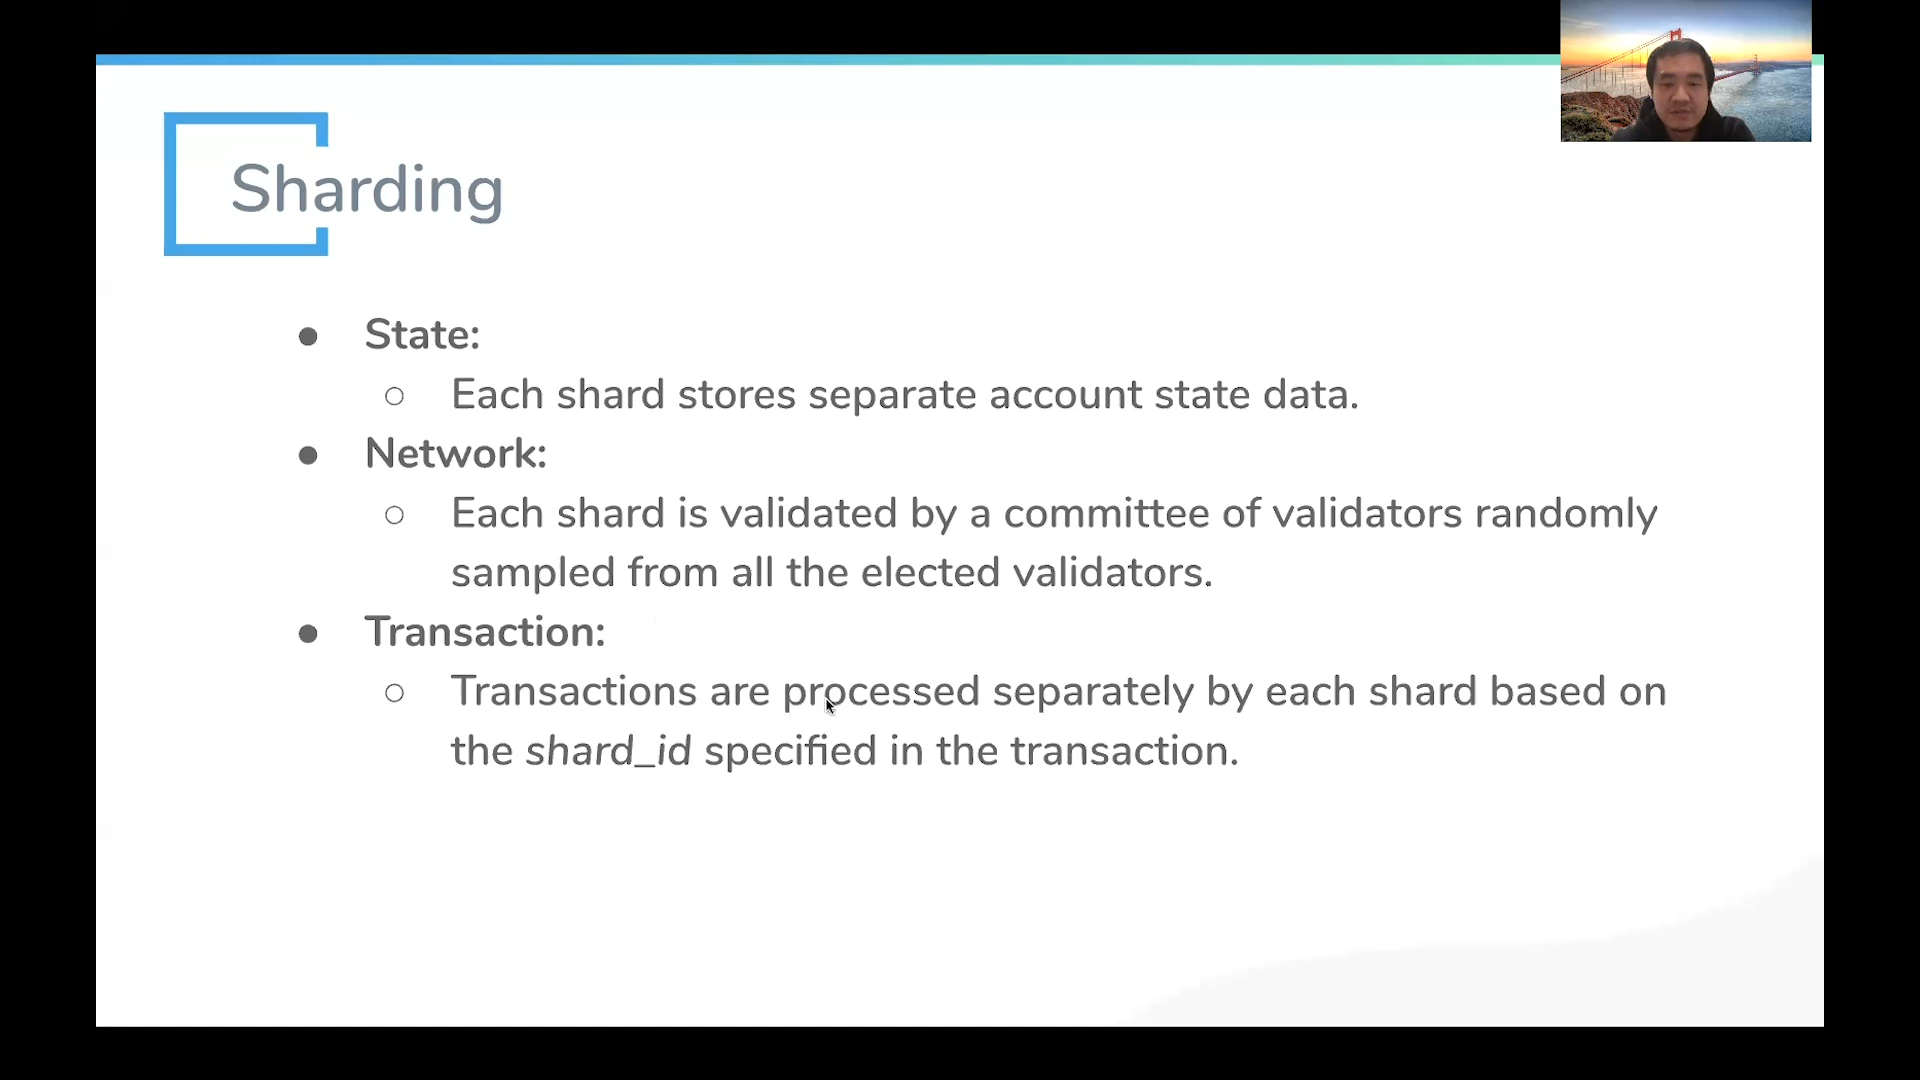 Sharding
● State:
○ Each shard stores separate account state data.
● Network:
○ Each shard is validated by a committee of validators randomly
sampled from all the elected validators.
● Transaction:
○ Transactions are processed separately by each shard based on
the shard_id specified in the transaction.